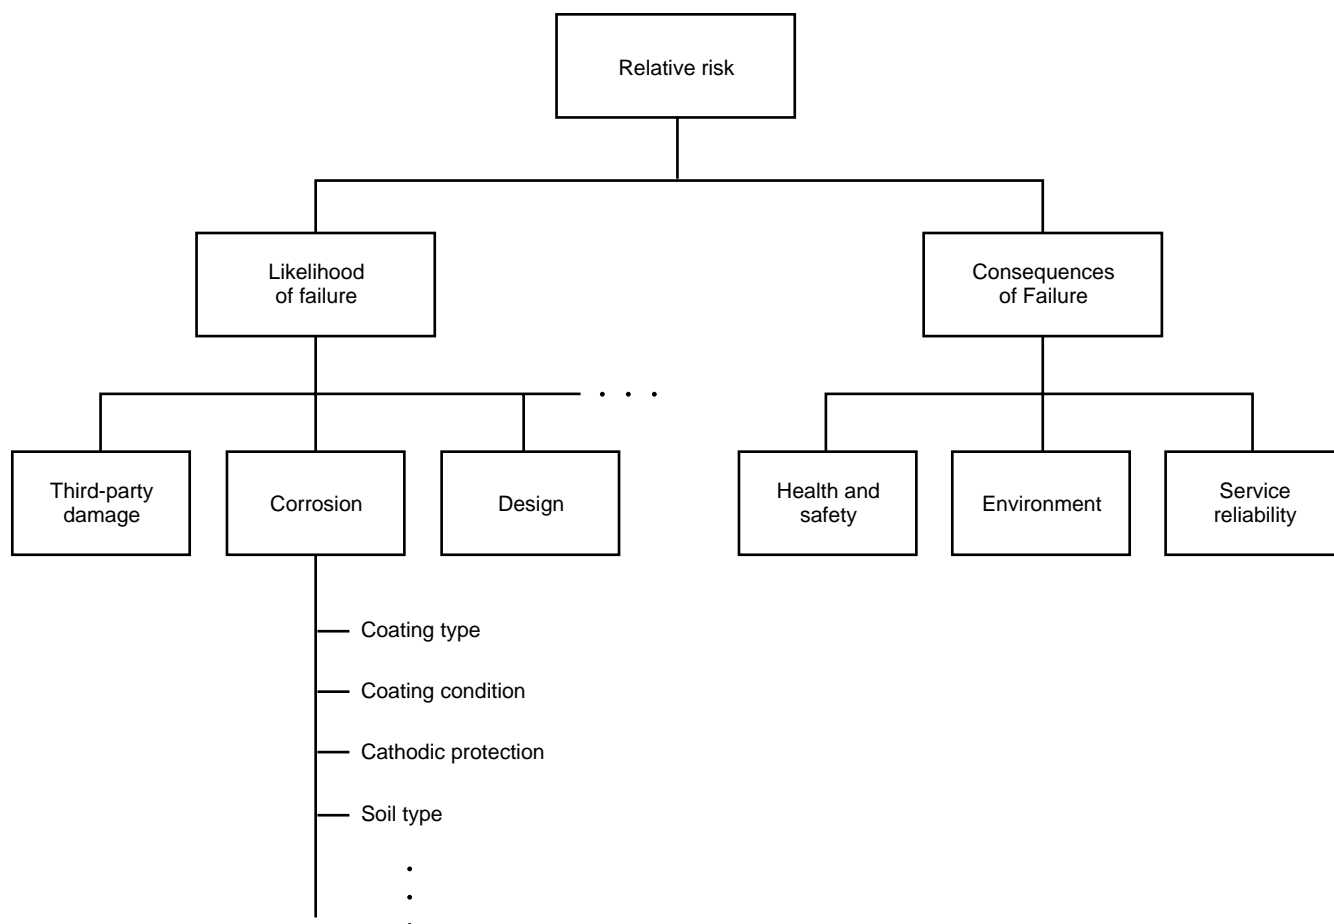 Relative risk
Likelihood
of failure
Consequences
of Failure
Third-party
damage
Corrosion
Design
Health and
safety
Environment
Service
reliability
Coating type
Coating condition
Cathodic protection
Soil type